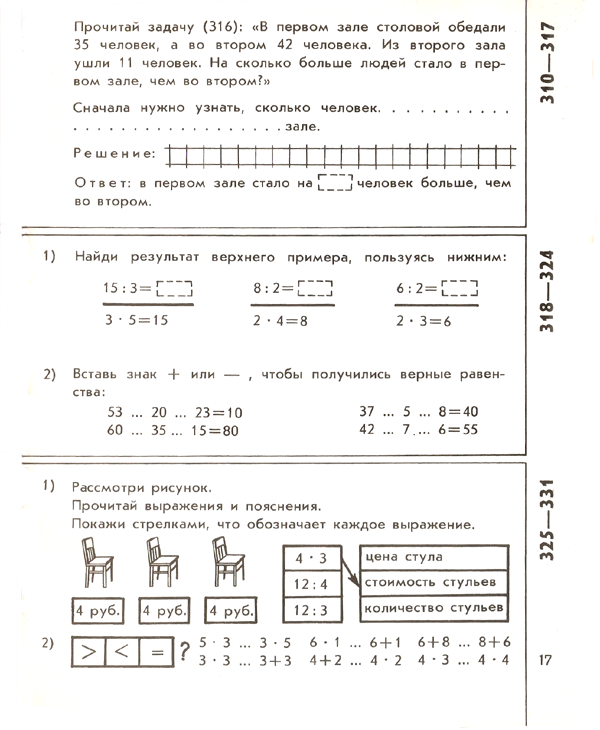 Прочитай задачу (316): «В первом зале столовой обедали
35 человек, а во втором 42 человека. Из второго зала
ушли 11 человек. На сколько больше людей стало в пер-
вом зале, чем во втором?»
Сначала нужно узнать, сколько человек. . . . . . . . . . .
. . . . . . . . . . . . . . . . . . зале.
Решение:
Ответ: в первом зале стало на человек больше, чем
во втором.
310—317
1) Найди результат верхнего примера, пользуясь нижним:
15 : 3= 8 : 2= 6 : 2=
3 · 5=15 2 · 4=8 2 · 3=6
2) Вставь знак + или — , чтобы получились верные равен-
ства:
53 ... 20 ... 23=10 37 ... 5 ... 8=40
60 ... 35 ... 15=80 42 ... 7 ... 6=55
318—324
1) Рассмотри рисунок.
Прочитай выражения и пояснения.
Покажи стрелками, что обозначает каждое выражение.
4 · 3 цена стула
12 : 4 стоимость стульев
4 руб. 4 руб. 4 руб. 12 : 3 количество стульев
2) > < = ? 5 · 3 ... 3 · 5 6 · 1 ... 6+1 6+8 ... 8+6
3 · 3 ... 3+3 4+2 ... 4 · 2 4 · 3 ... 4 · 4
325—331
17